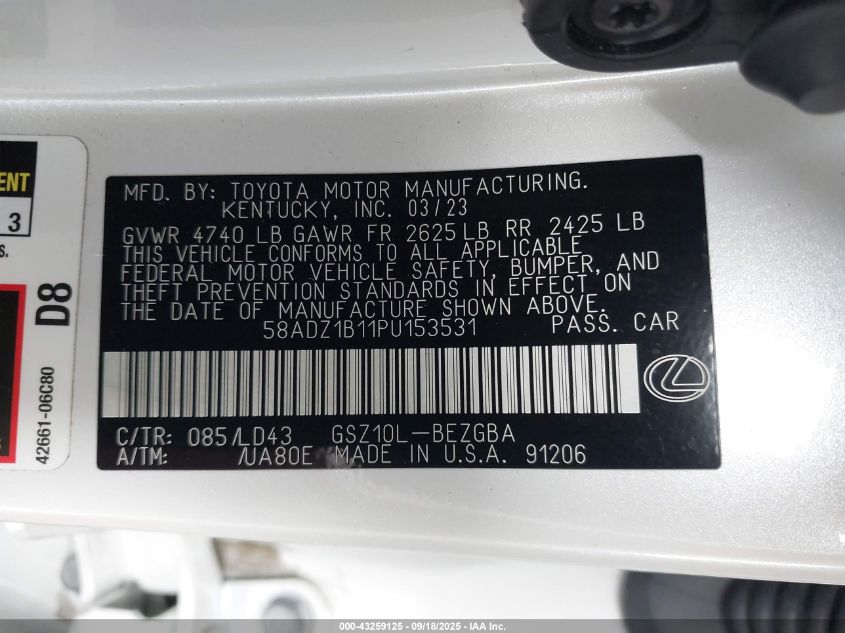 ENT
3
S.
D8
42661-06C80
MFD. BY: TOYOTA MOTOR MANUFACTURING.
KENTUCKY, INC. 03/23
GVWR 4740 LB GAWR FR 2625 LB RR 2425 LB
THIS VEHICLE CONFORMS TO ALL APPLICABLE
FEDERAL MOTOR VEHICLE SAFETY, BUMPER, AND
THEFT PREVENTION STANDARDS IN EFFECT ON
THE DATE OF MANUFACTURE SHOWN ABOVE.
58ADZ1B11PU153531 PASS. CAR
C/TR: 085/LD43 GSZ10L-BEZGBA
A/TM: /UA80E MADE IN U.S.A. 91206
000-43259125 - 09/18/2025 - IAA Inc.